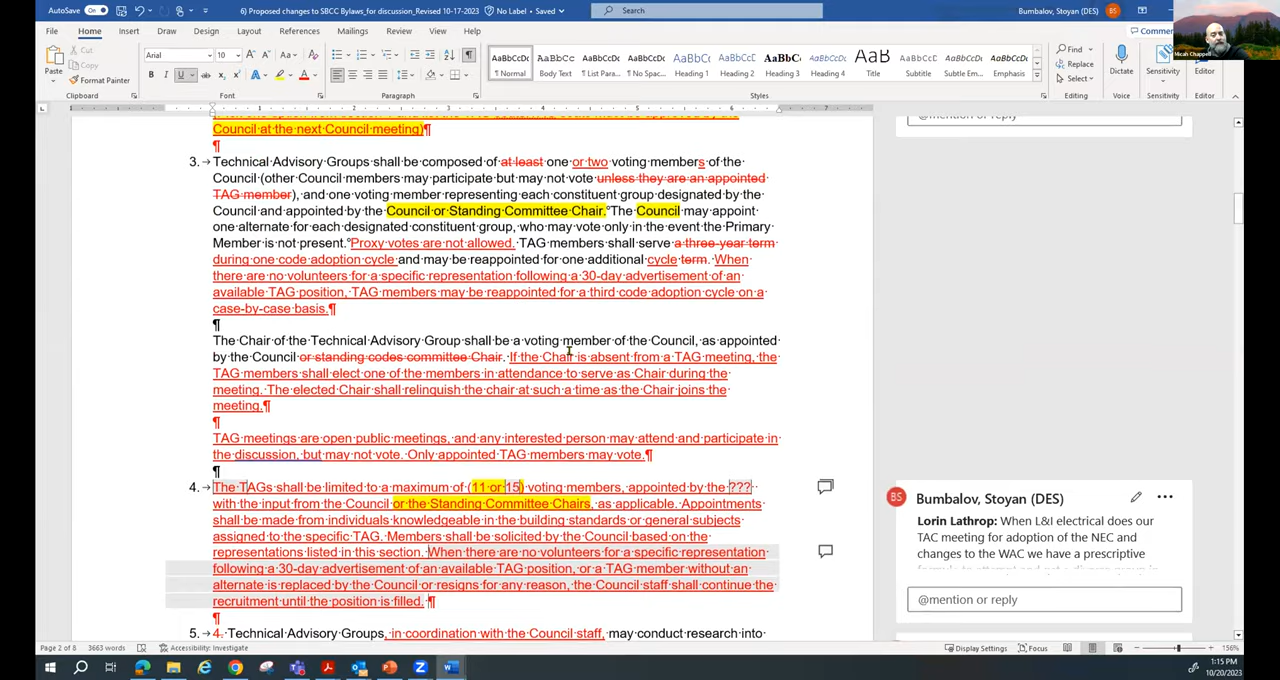 AutoSave On 6) Proposed changes to SBCC Bylaws_for discussion_Revised 10-17-2023 No Label • Saved Search Bumbalov, Stoyan (DES) BS
File Home Insert Draw Design Layout References Mailings Review View Help Comments
Micah Chappell
Paste Cut Copy Format Painter Clipboard
Arial 10 Font
Paragraph
AaBbCcDc ¶ Normal AaBbCc Body Text AaBbCcDc ¶ List Para... AaBbCcDc ¶ No Spac... AaBbC Heading 1 AaBbCc Heading 2 AaBbC Heading 3 AaBbCc Heading 4 AaB Title AaBbCcD Subtitle AaBbCcDc Subtle Em... AaBbCcDc Emphasis
Styles
Find Replace Select Editing
Dictate Voice
Sensitivity Sensitivity
Editor Editor
Council at the next Council meeting)¶
¶
3. Technical Advisory Groups shall be composed of at least one or two voting members of the
Council (other Council members may participate but may not vote unless they are an appointed
TAG member), and one voting member representing each constituent group designated by the
Council and appointed by the Council or Standing Committee Chair. The Council may appoint
one alternate for each designated constituent group, who may vote only in the event the Primary
Member is not present. Proxy votes are not allowed. TAG members shall serve a three-year term
during one code adoption cycle and may be reappointed for one additional cycle term. When
there are no volunteers for a specific representation following a 30-day advertisement of an
available TAG position, TAG members may be reappointed for a third code adoption cycle on a
case-by-case basis.¶
¶
The Chair of the Technical Advisory Group shall be a voting member of the Council, as appointed
by the Council or standing codes committee Chair. If the Chair is absent from a TAG meeting, the
TAG members shall elect one of the members in attendance to serve as Chair during the
meeting. The elected Chair shall relinquish the chair at such a time as the Chair joins the
meeting.¶
¶
TAG meetings are open public meetings, and any interested person may attend and participate in
the discussion, but may not vote. Only appointed TAG members may vote.¶
¶
4. The TAGs shall be limited to a maximum of (11 or 15) voting members, appointed by the ???
with the input from the Council or the Standing Committee Chairs, as applicable. Appointments
shall be made from individuals knowledgeable in the building standards or general subjects
assigned to the specific TAG. Members shall be solicited by the Council based on the
representations listed in this section. When there are no volunteers for a specific representation
following a 30-day advertisement of an available TAG position, or a TAG member without an
alternate is replaced by the Council or resigns for any reason, the Council staff shall continue the
recruitment until the position is filled. ¶
¶
5. 4. Technical Advisory Groups, in coordination with the Council staff, may conduct research into
@mention or reply
BS Bumbalov, Stoyan (DES)
Lorin Lathrop: When L&I electrical does our
TAC meeting for adoption of the NEC and
changes to the WAC we have a prescriptive
@mention or reply
Page 2 of 8 3663 words Accessibility: Investigate Display Settings Focus 156%
1:15 PM
10/20/2023